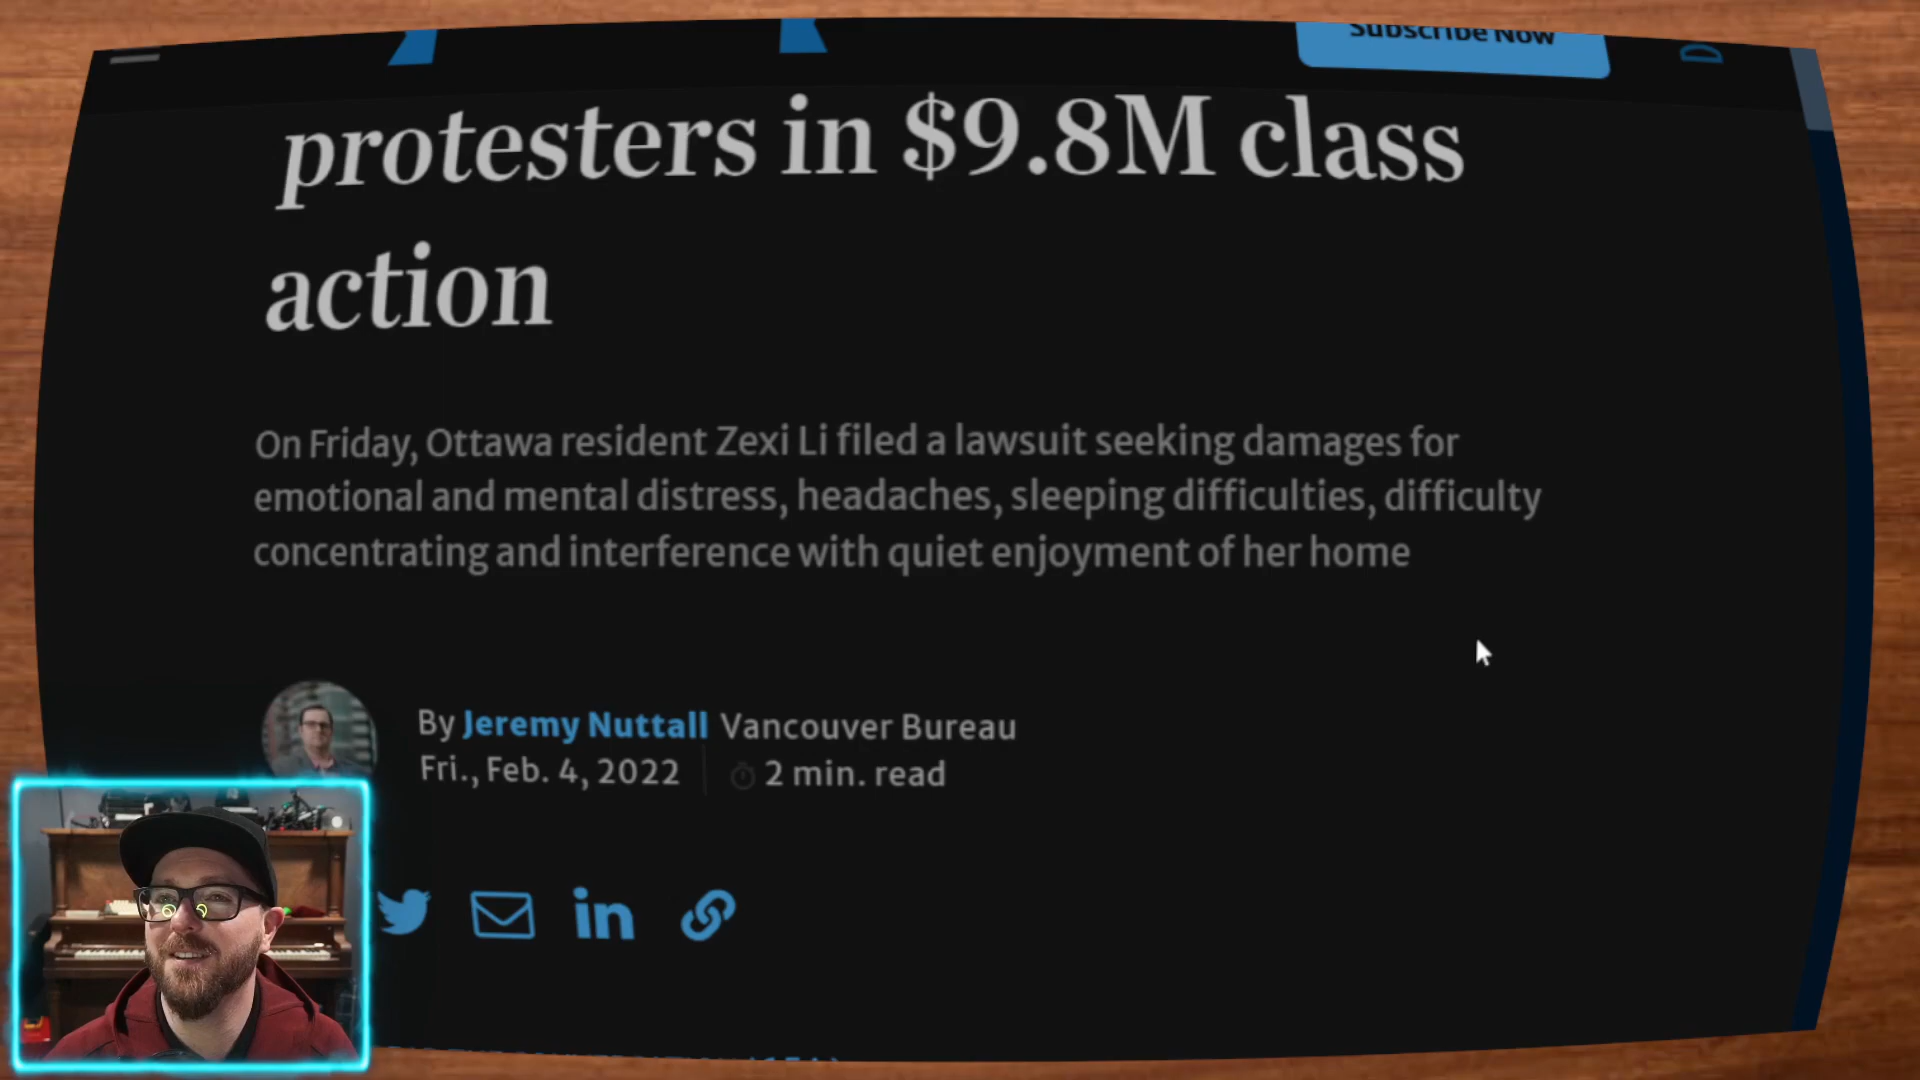 Subscribe Now
protesters in $9.8M class
action
On Friday, Ottawa resident Zexi Li filed a lawsuit seeking damages for
emotional and mental distress, headaches, sleeping difficulties, difficulty
concentrating and interference with quiet enjoyment of her home
By Jeremy Nuttall Vancouver Bureau
Fri., Feb. 4, 2022 2 min. read
in